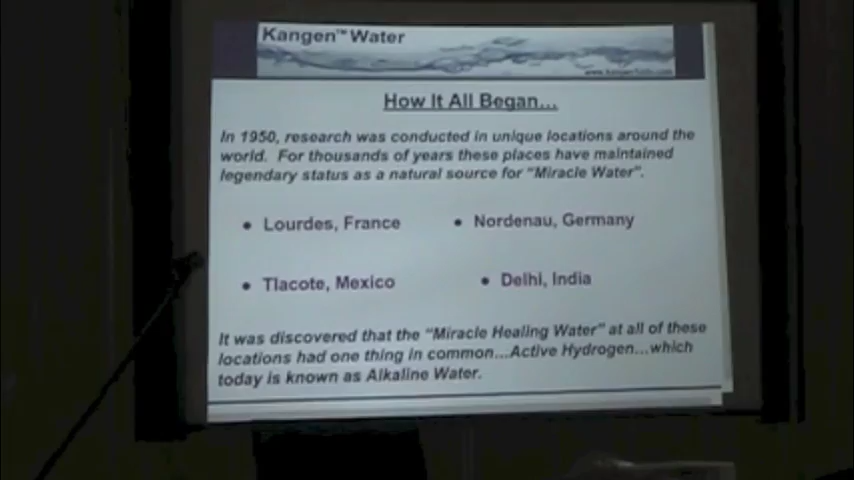 Kangen™ Water
How It All Began...
In 1950, research was conducted in unique locations around the
world. For thousands of years these places have maintained
legendary status as a natural source for “Miracle Water”.
• Lourdes, France • Nordenau, Germany
• Tlacote, Mexico • Delhi, India
It was discovered that the “Miracle Healing Water” at all of these
locations had one thing in common...Active Hydrogen...which
today is known as Alkaline Water.